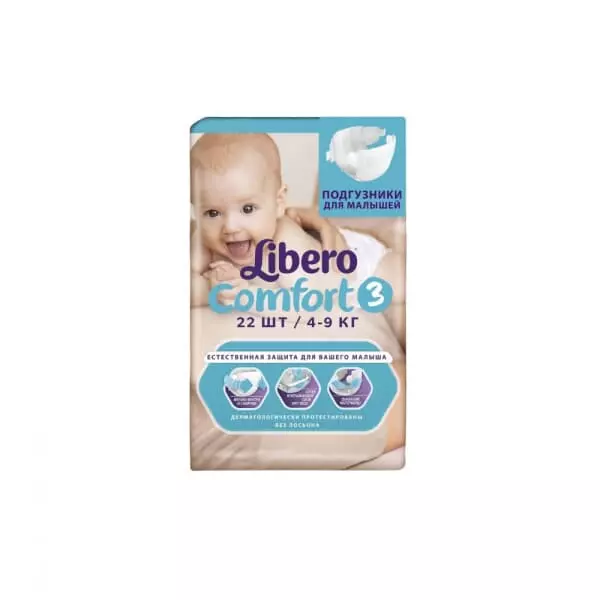 ПОДГУЗНИКИ
ДЛЯ МАЛЫШЕЙ
Libero
Comfort 3
22 ШТ / 4-9 КГ
ЕСТЕСТВЕННАЯ ЗАЩИТА ДЛЯ ВАШЕГО МАЛЫША
ДЕРМАТОЛОГИЧЕСКИ ПРОТЕСТИРОВАНЫ
БЕЗ ЛОСЬОНА